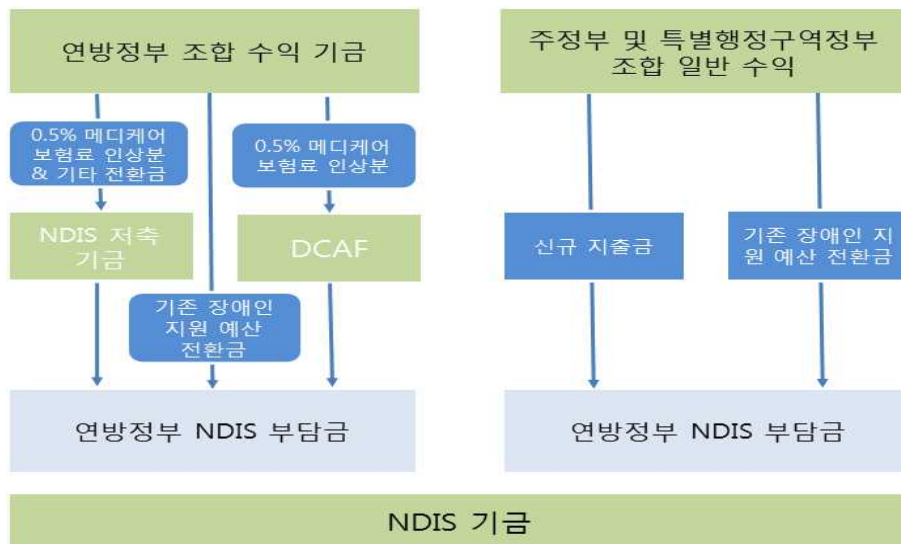 연방정부 조합 수익 기금
주정부 및 특별행정구역정부
조합 일반 수익
0.5% 메디케어
보험료 인상분
& 기타 전환금
0.5% 메디케어
보험료 인상분
NDIS 저축
기금
DCAF
신규 지출금
기존 장애인 지
원 예산 전환금
기존 장애인
지원 예산
전환금
연방정부 NDIS 부담금
연방정부 NDIS 부담금
NDIS 기금